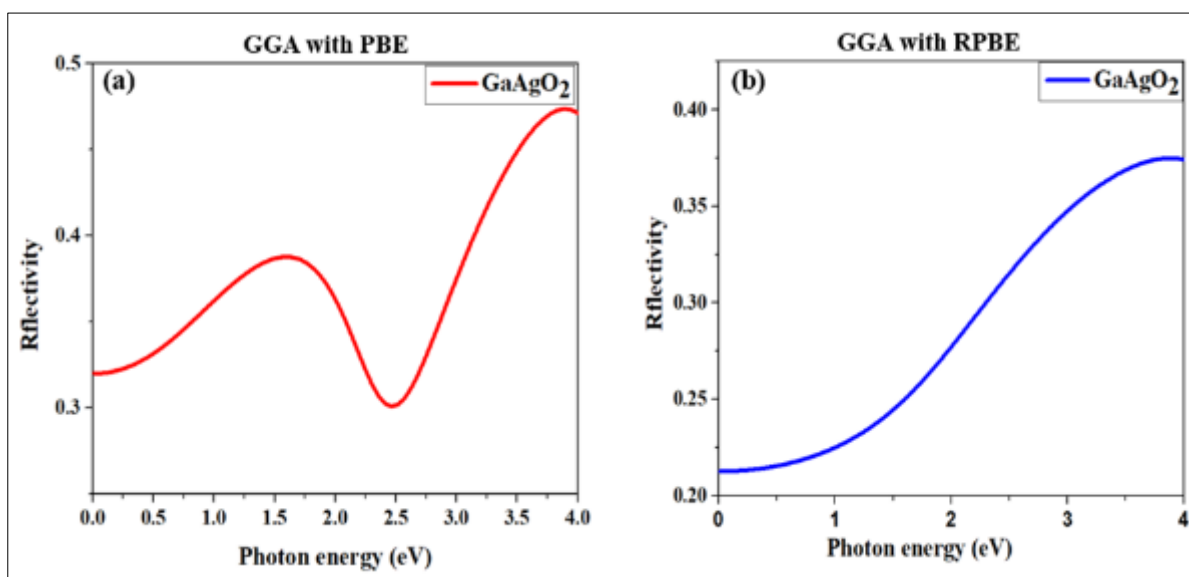 GGA with PBE
(a)
GaAgO2
0.5
0.4
0.3
Rflectivity
0.0 0.5 1.0 1.5 2.0 2.5 3.0 3.5 4.0
Photon energy (eV)
GGA with RPBE
(b)
GaAgO2
0.40
0.35
0.30
0.25
0.20
Rflectivity
0 1 2 3 4
Photon energy (eV)